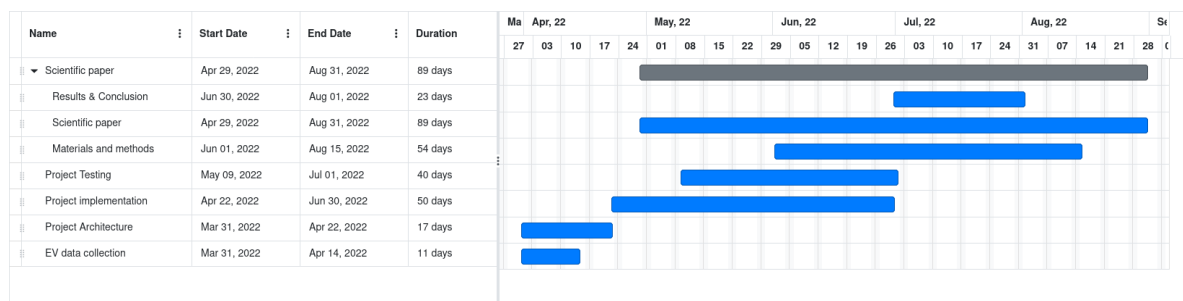 Name Start Date End Date Duration
Ma Apr, 22 May, 22 Jun, 22 Jul, 22 Aug, 22 Se
27 03 10 17 24 01 08 15 22 29 05 12 19 26 03 10 17 24 31 07 14 21 28 0
Scientific paper Apr 29, 2022 Aug 31, 2022 89 days
Results & Conclusion Jun 30, 2022 Aug 01, 2022 23 days
Scientific paper Apr 29, 2022 Aug 31, 2022 89 days
Materials and methods Jun 01, 2022 Aug 15, 2022 54 days
Project Testing May 09, 2022 Jul 01, 2022 40 days
Project implementation Apr 22, 2022 Jun 30, 2022 50 days
Project Architecture Mar 31, 2022 Apr 22, 2022 17 days
EV data collection Mar 31, 2022 Apr 14, 2022 11 days